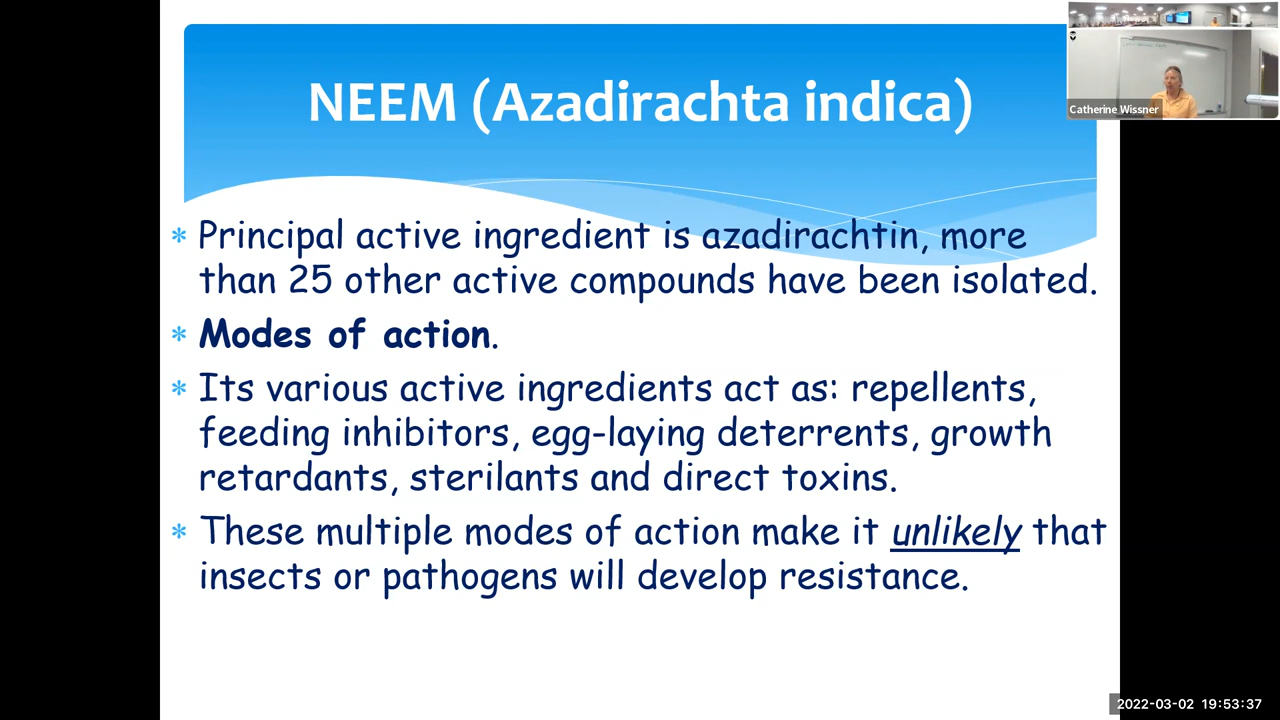 NEEM (Azadirachta indica)
Catherine Wissner
* Principal active ingredient is azadirachtin, more
than 25 other active compounds have been isolated.
* Modes of action.
* Its various active ingredients act as: repellents,
feeding inhibitors, egg-laying deterrents, growth
retardants, sterilants and direct toxins.
* These multiple modes of action make it unlikely that
insects or pathogens will develop resistance.
2022-03-02 19:53:37